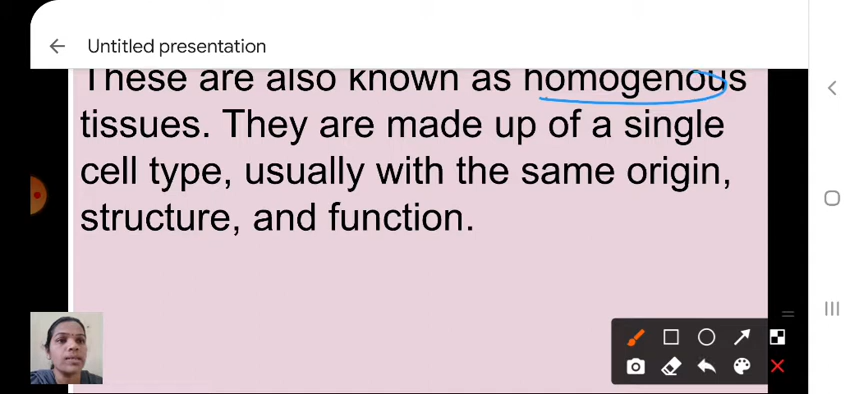 Untitled presentation
These are also known as homogenous
tissues. They are made up of a single
cell type, usually with the same origin,
structure, and function.